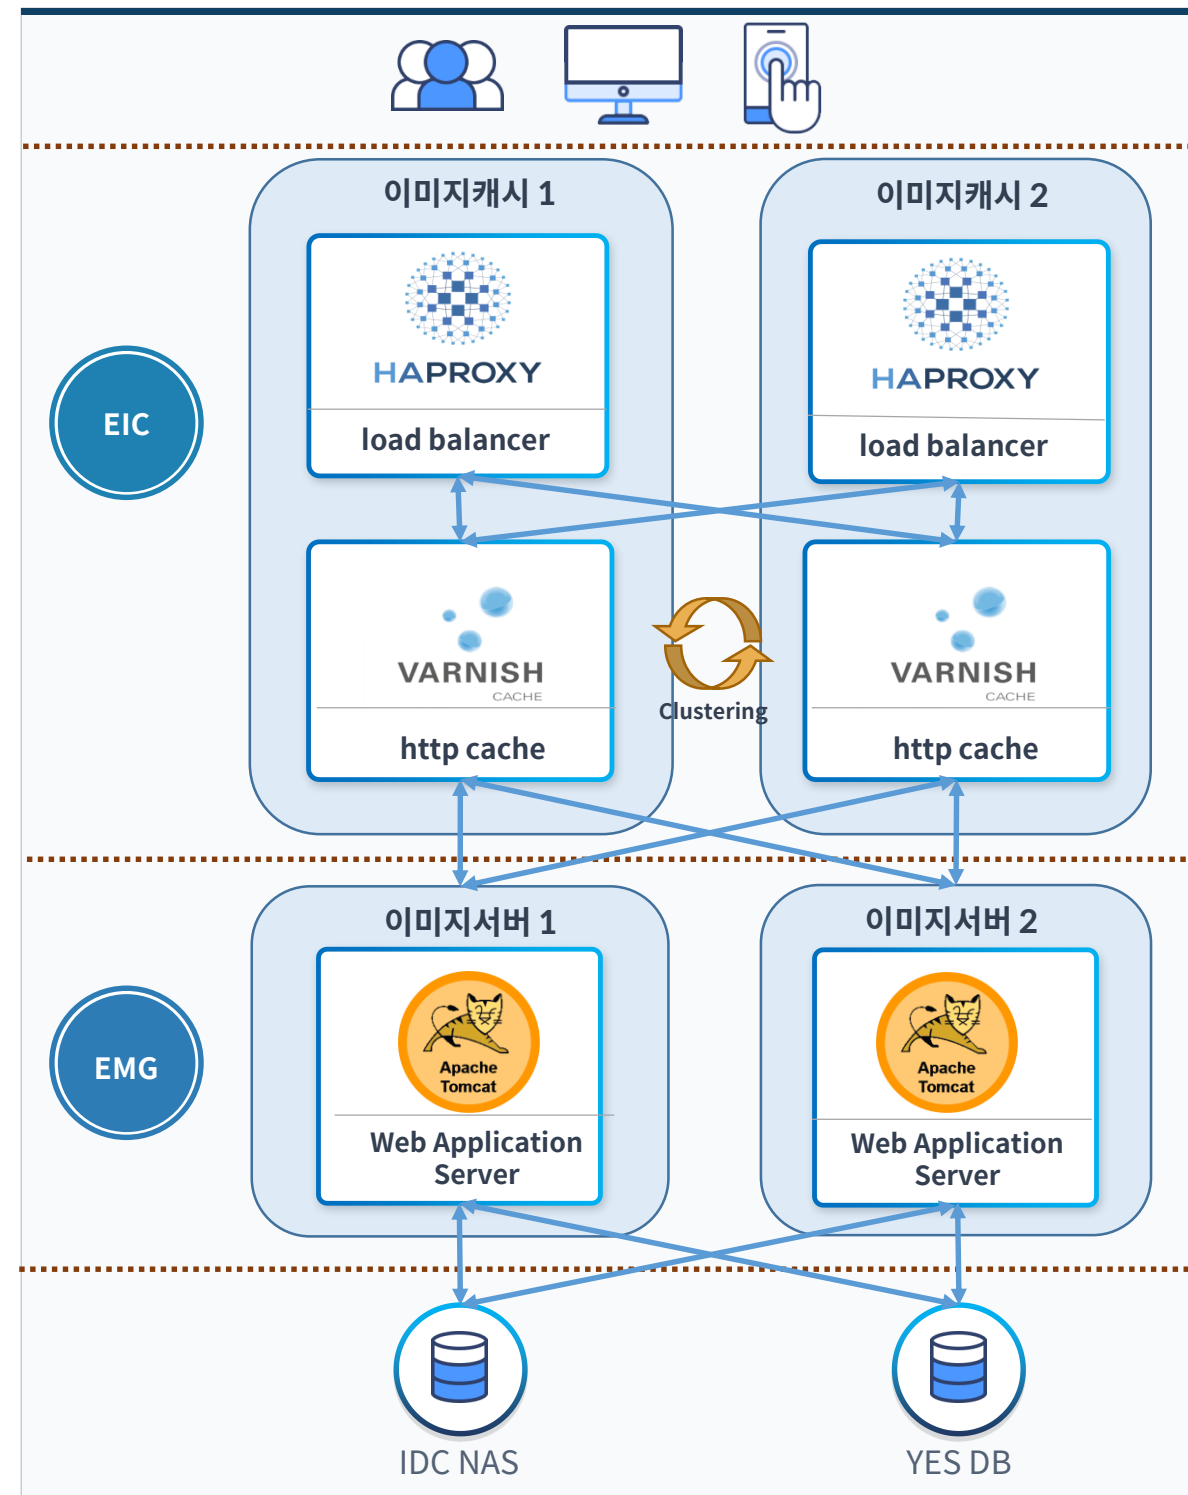 이미지캐시 1
이미지캐시 2
HAPROXY
HAPROXY
load balancer
load balancer
EIC
VARNISH
CACHE
VARNISH
CACHE
Clustering
http cache
http cache
이미지서버 1
이미지서버 2
Apache
Tomcat
Apache
Tomcat
EMG
Web Application
Server
Web Application
Server
IDC NAS
YES DB